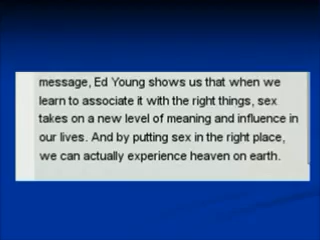 message, Ed Young shows us that when we
learn to associate it with the right things, sex
takes on a new level of meaning and influence in
our lives. And by putting sex in the right place,
we can actually experience heaven on earth.